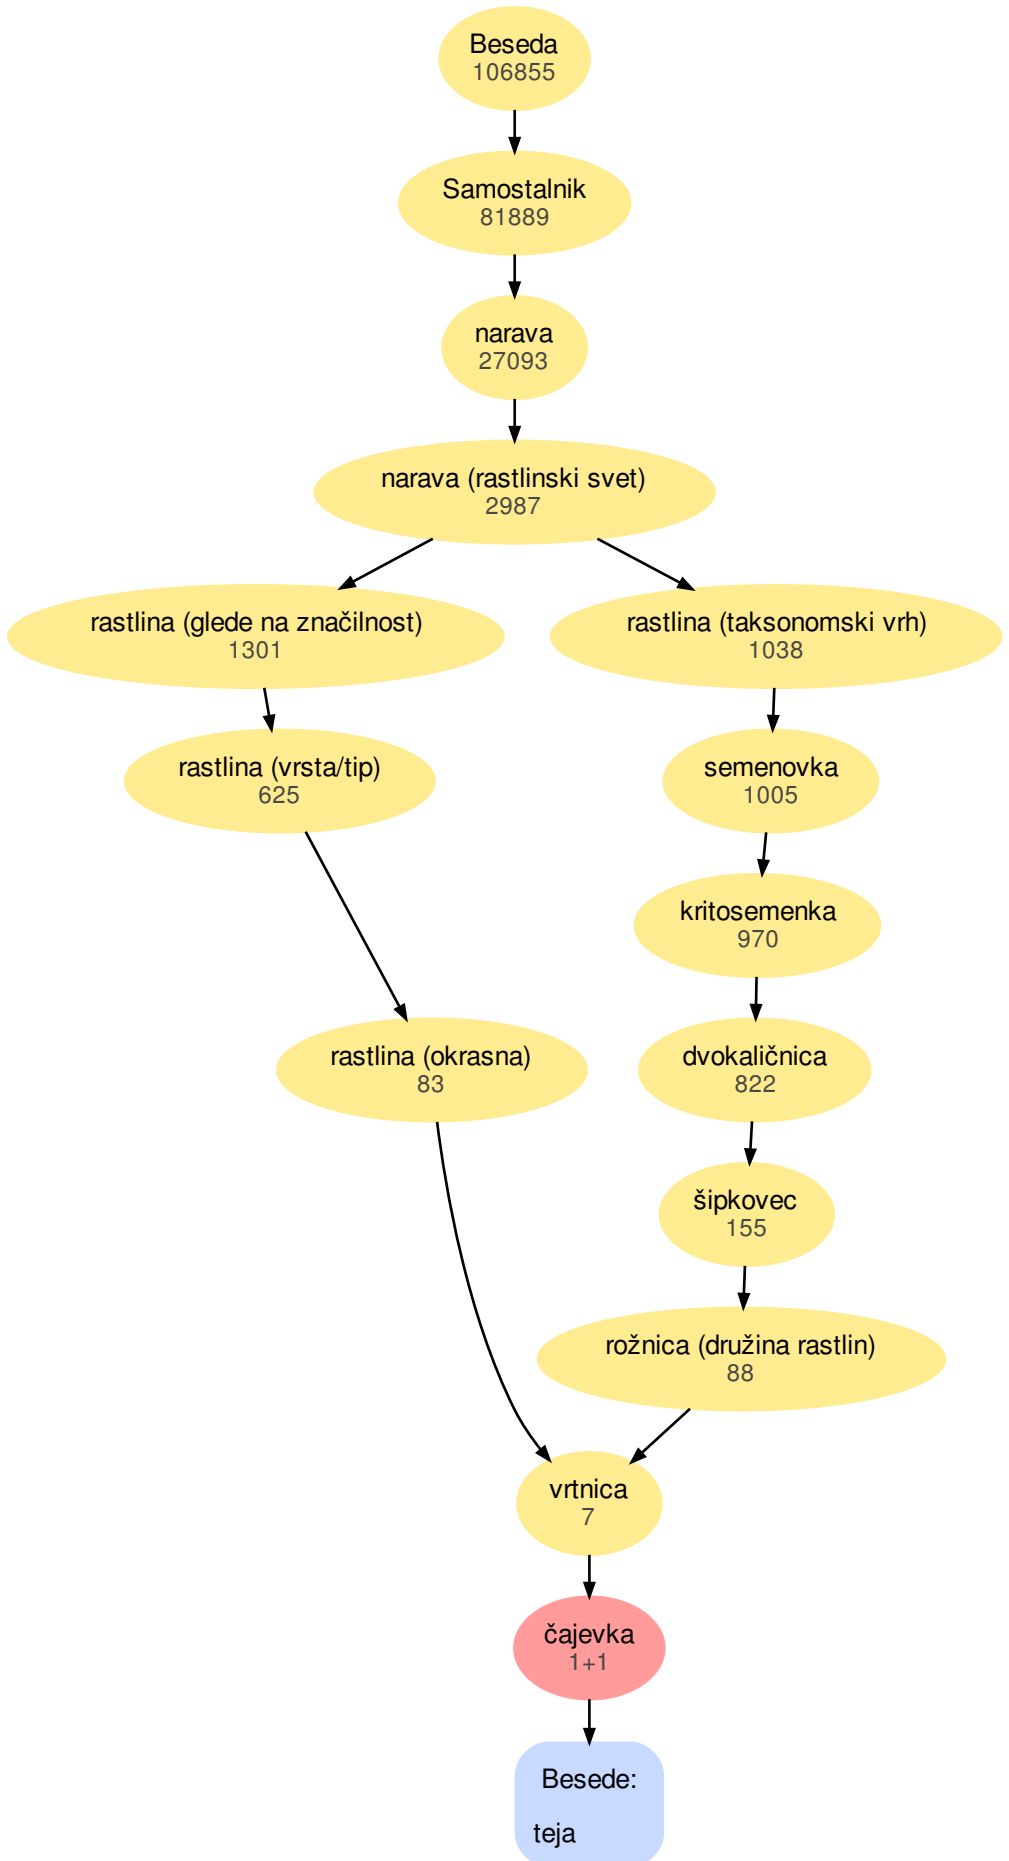 Beseda
106855
Samostalnik
81889
narava
27093
narava (rastlinski svet)
2987
rastlina (glede na značilnost)
1301
rastlina (taksonomski vrh)
1038
rastlina (vrsta/tip)
625
semenovka
1005
kritosemenka
970
rastlina (okrasna)
83
dvokaličnica
822
šipkovec
155
rožnica (družina rastlin)
88
vrtnica
7
čajevka
1+1
Besede:
teja